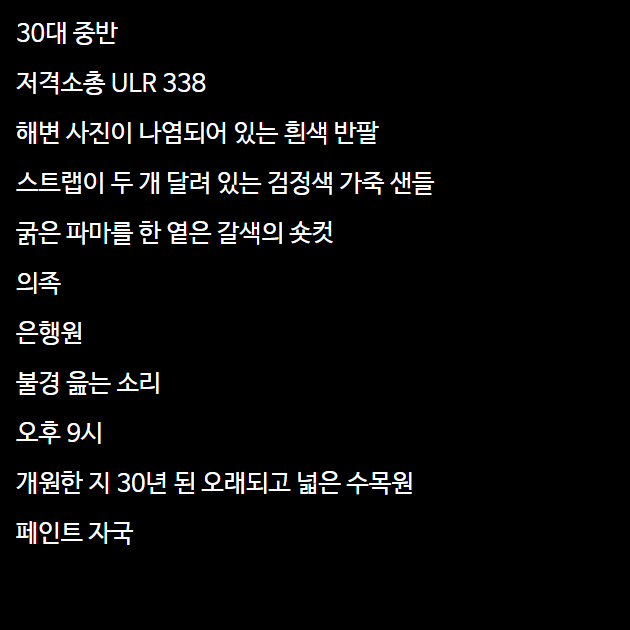 30대 중반
저격소총 ULR 338
해변 사진이 나염되어 있는 흰색 반팔
스트랩이 두 개 달려 있는 검정색 가죽 샌들
굵은 파마를 한 옅은 갈색의 숏컷
의족
은행원
불경 읊는 소리
오후 9시
개원한 지 30년 된 오래되고 넓은 수목원
페인트 자국